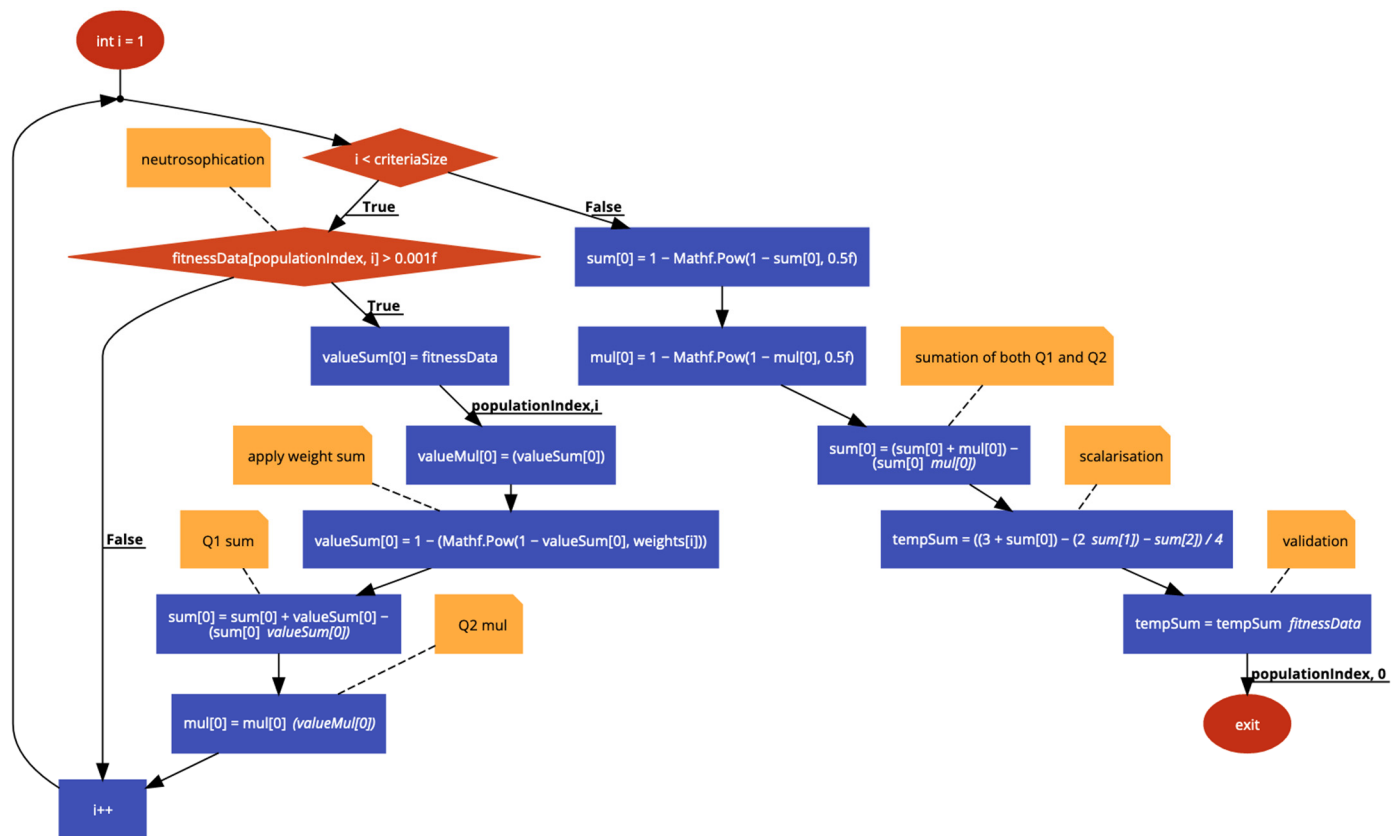 int i = 1
neutrosophication
i < criteriaSize
True
False
fitnessData[populationIndex, i] > 0.001f
sum[0] = 1 − Mathf.Pow(1 − sum[0], 0.5f)
True
valueSum[0] = fitnessData
mul[0] = 1 − Mathf.Pow(1 − mul[0], 0.5f)
sumation of both Q1 and Q2
populationIndex,i
apply weight sum
valueMul[0] = (valueSum[0])
sum[0] = (sum[0] + mul[0]) −
(sum[0] mul[0])
scalarisation
False
Q1 sum
valueSum[0] = 1 − (Mathf.Pow(1 − valueSum[0], weights[i]))
tempSum = ((3 + sum[0]) − (2 sum[1]) − sum[2]) / 4
validation
sum[0] = sum[0] + valueSum[0] −
(sum[0] valueSum[0])
Q2 mul
tempSum = tempSum fitnessData
populationIndex, 0
mul[0] = mul[0] (valueMul[0])
exit
i++